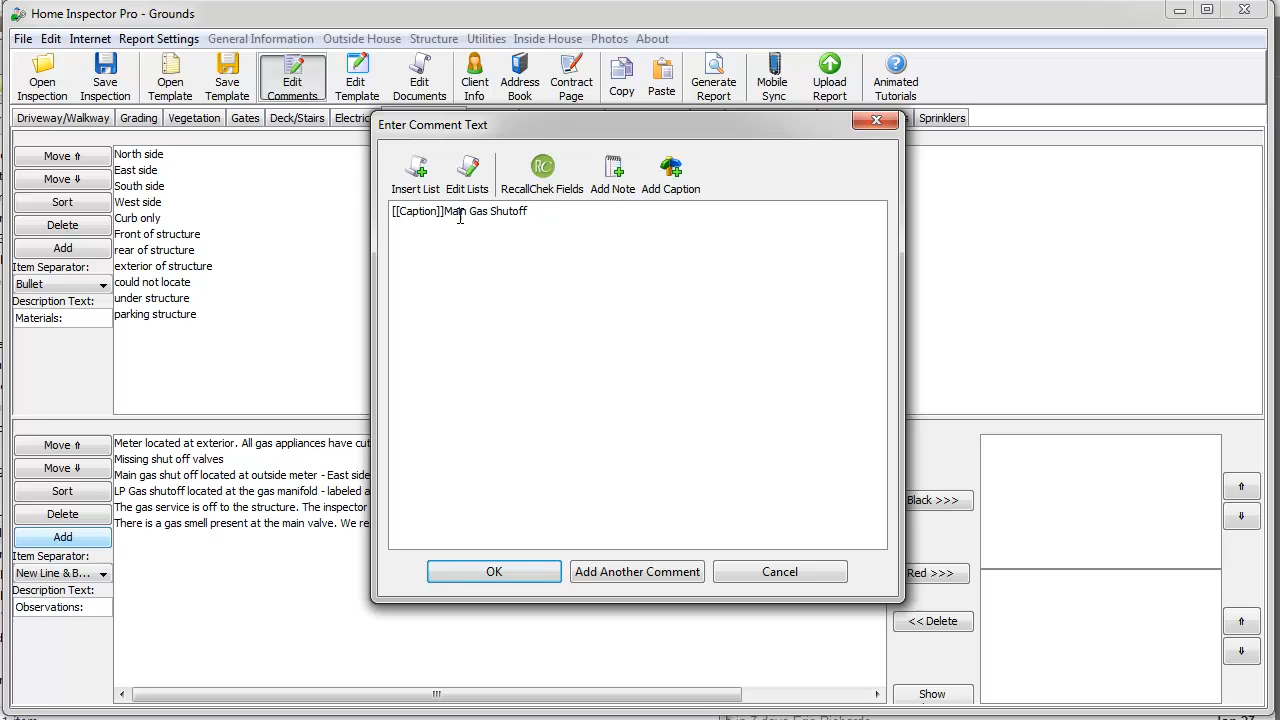 Home Inspector Pro - Grounds
File Edit Internet Report Settings General Information Outside House Structure Utilities Inside House Photos About
Open Inspection
Save Inspection
Open Template
Save Template
Edit Comments
Edit Template
Edit Documents
Client Info
Address Book
Contract Page
Copy
Paste
Generate Report
Mobile Sync
Upload Report
Animated Tutorials
Driveway/Walkway Grading Vegetation Gates Deck/Stairs Electric Sprinklers
Enter Comment Text
Insert List Edit Lists RecallChek Fields Add Note Add Caption
RC
[[Caption]]Main Gas Shutoff
OK Add Another Comment Cancel
Move
Move
Sort
Delete
Add
Item Separator:
Bullet
Description Text:
Materials:
North side
East side
South side
West side
Curb only
Front of structure
rear of structure
exterior of structure
could not locate
under structure
parking structure
Move
Move
Sort
Delete
Add
Item Separator:
New Line & B...
Description Text:
Observations:
Meter located at exterior. All gas appliances have cut
Missing shut off valves
Main gas shut off located at outside meter - East side
LP Gas shutoff located at the gas manifold - labeled a
The gas service is off to the structure. The inspector
There is a gas smell present at the main valve. We re
Black >>>
Red >>>
<< Delete
Show